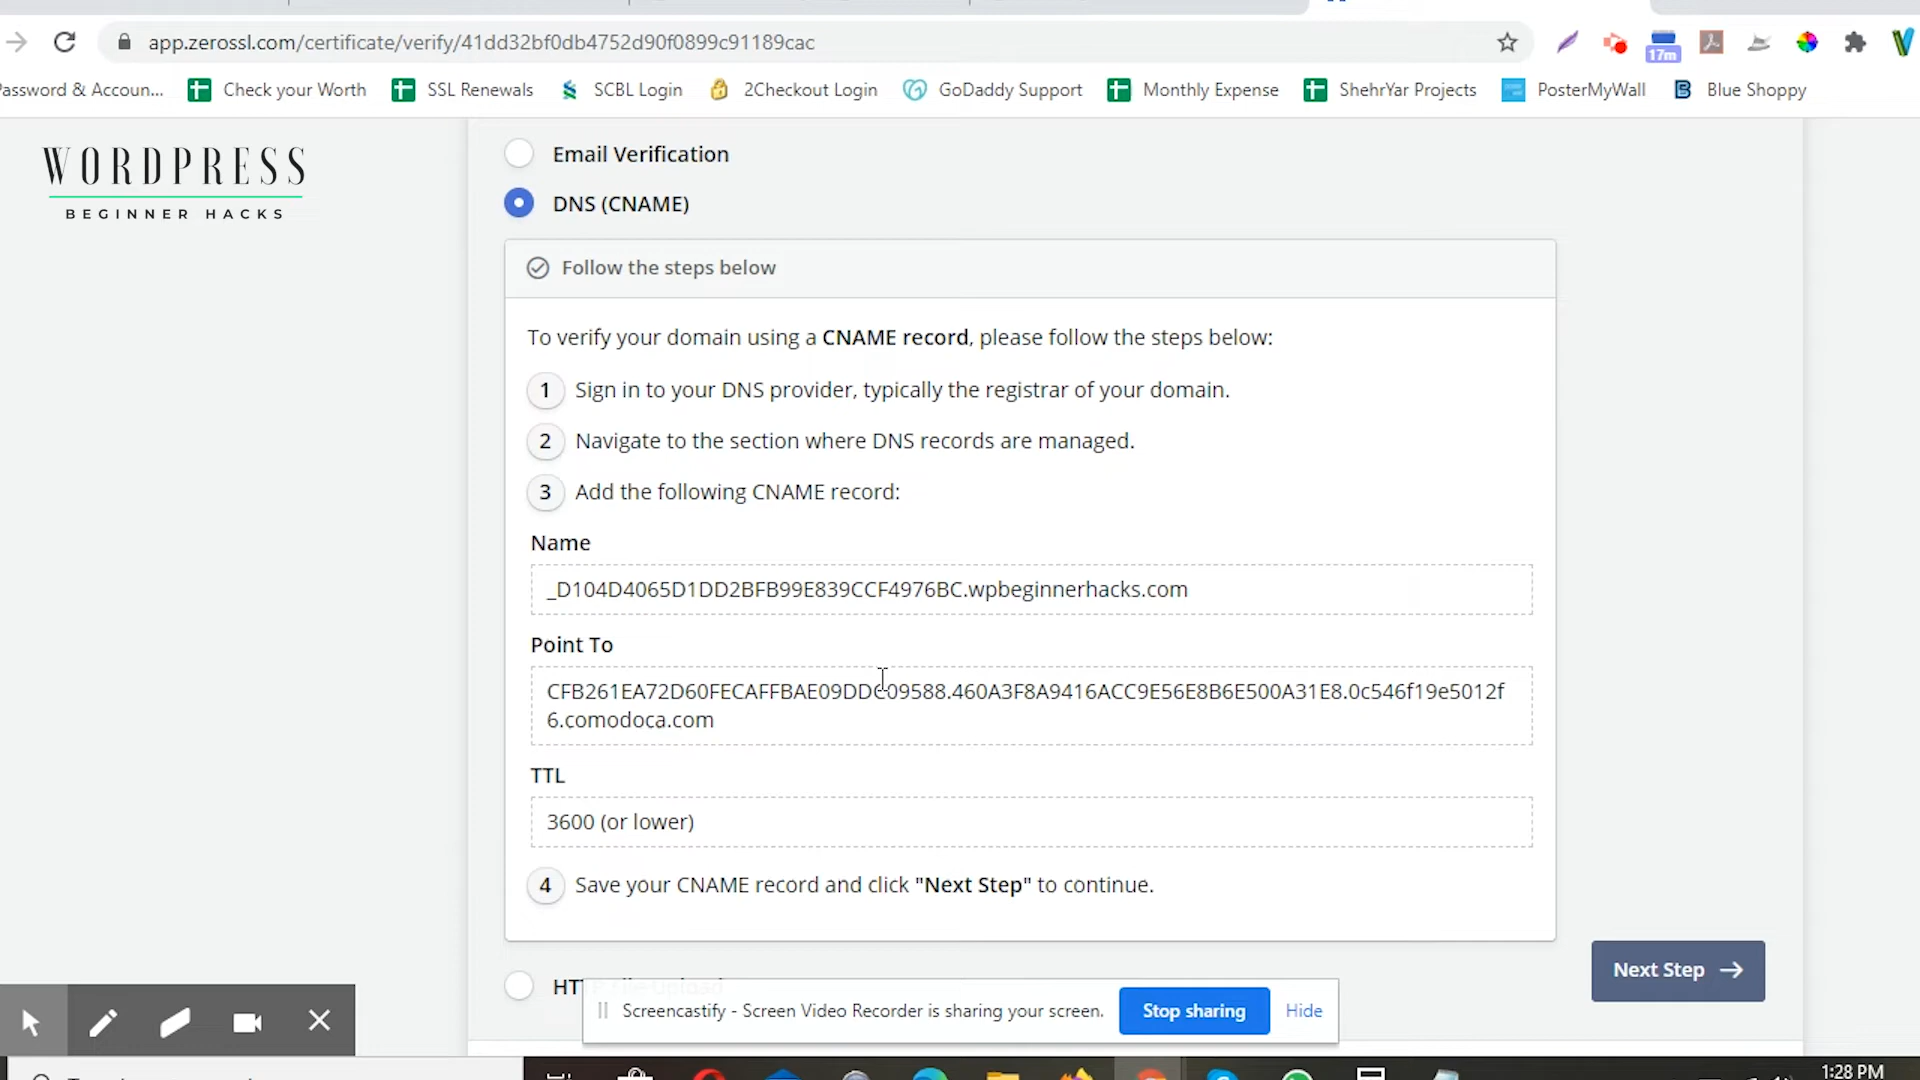 app.zerossl.com/certificate/verify/41dd32bf0db4752d90f0899c91189cac
17m
assword & Accoun...
Check your Worth
SSL Renewals
SCBL Login
2Checkout Login
GoDaddy Support
Monthly Expense
ShehrYar Projects
PosterMyWall
Blue Shoppy
WORDPRESS
BEGINNER HACKS
Email Verification
DNS (CNAME)
Follow the steps below
To verify your domain using a CNAME record, please follow the steps below:
1 Sign in to your DNS provider, typically the registrar of your domain.
2 Navigate to the section where DNS records are managed.
3 Add the following CNAME record:
Name
_D104D4065D1DD2BFB99E839CCF4976BC.wpbeginnerhacks.com
Point To
CFB261EA72D60FECAFFBAE09DDC09588.460A3F8A9416ACC9E56E8B6E500A31E8.0c546f19e5012f
6.comodoca.com
TTL
3600 (or lower)
4 Save your CNAME record and click "Next Step" to continue.
Next Step
Screencastify - Screen Video Recorder is sharing your screen.
Stop sharing
Hide
1:28 PM